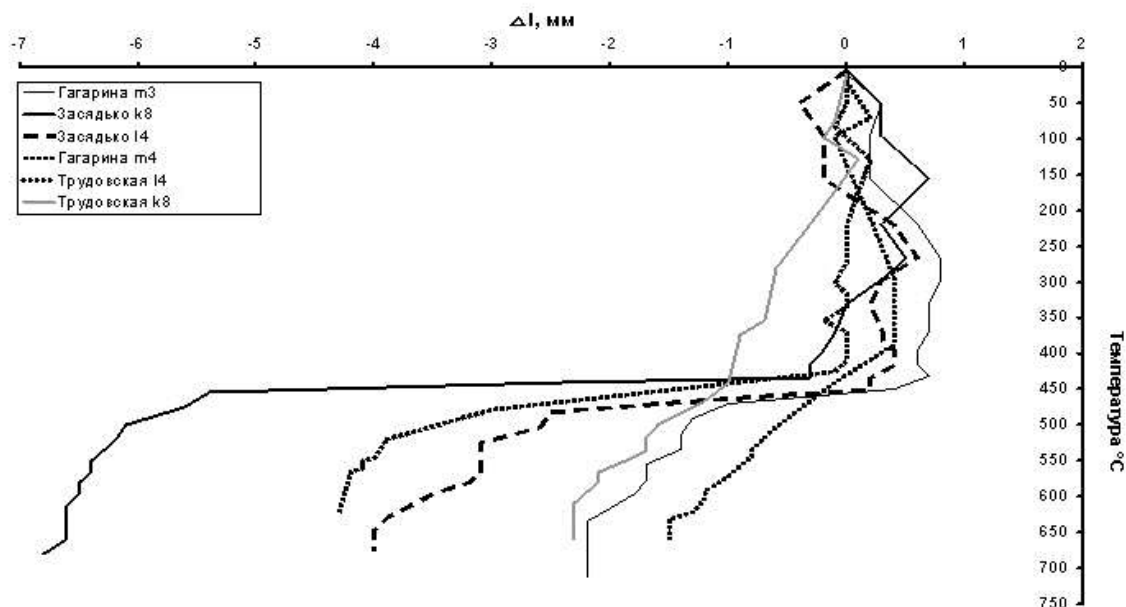 Δl, мм
-7 -6 -5 -4 -3 -2 -1 0 1 2
0
50
100
150
200
250
300
350
400
450
500
550
600
650
700
750
Температура °С
Гагарина m3
Засядько k8
Засядько l4
Гагарина m4
Трудовская l4
Трудовская k8